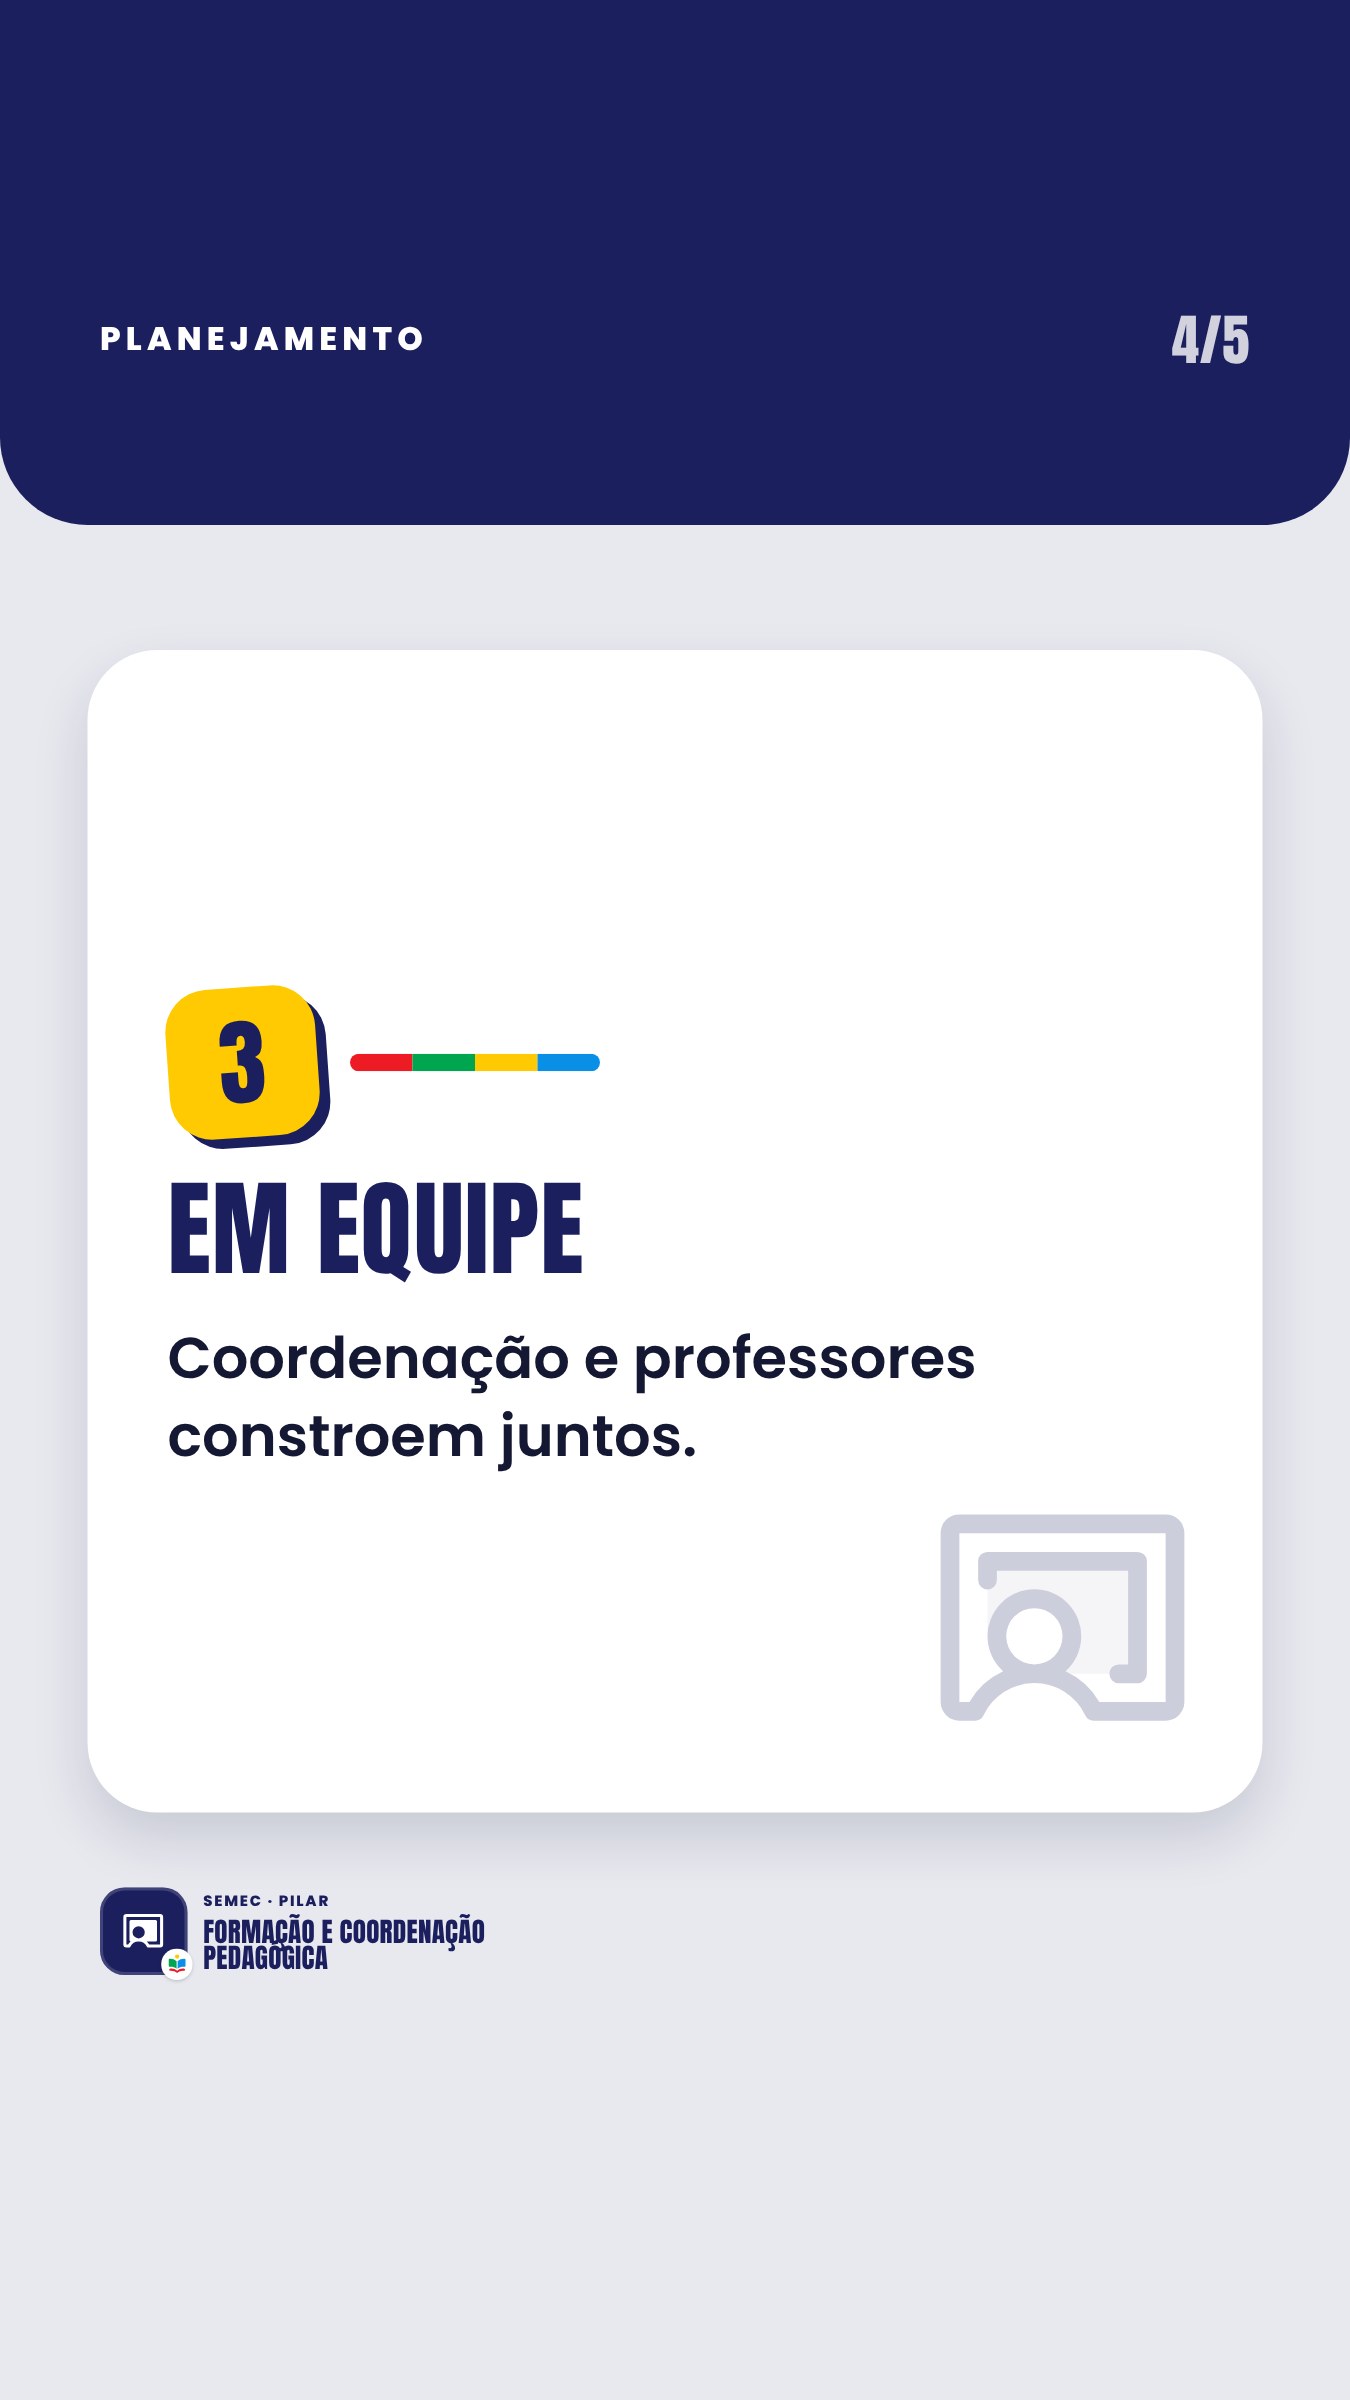 PLANEJAMENTO
4/5
3
EM EQUIPE
Coordenação e professores
constroem juntos.
SEMEC · PILAR
FORMAÇÃO E COORDENAÇÃO
PEDAGÓGICA